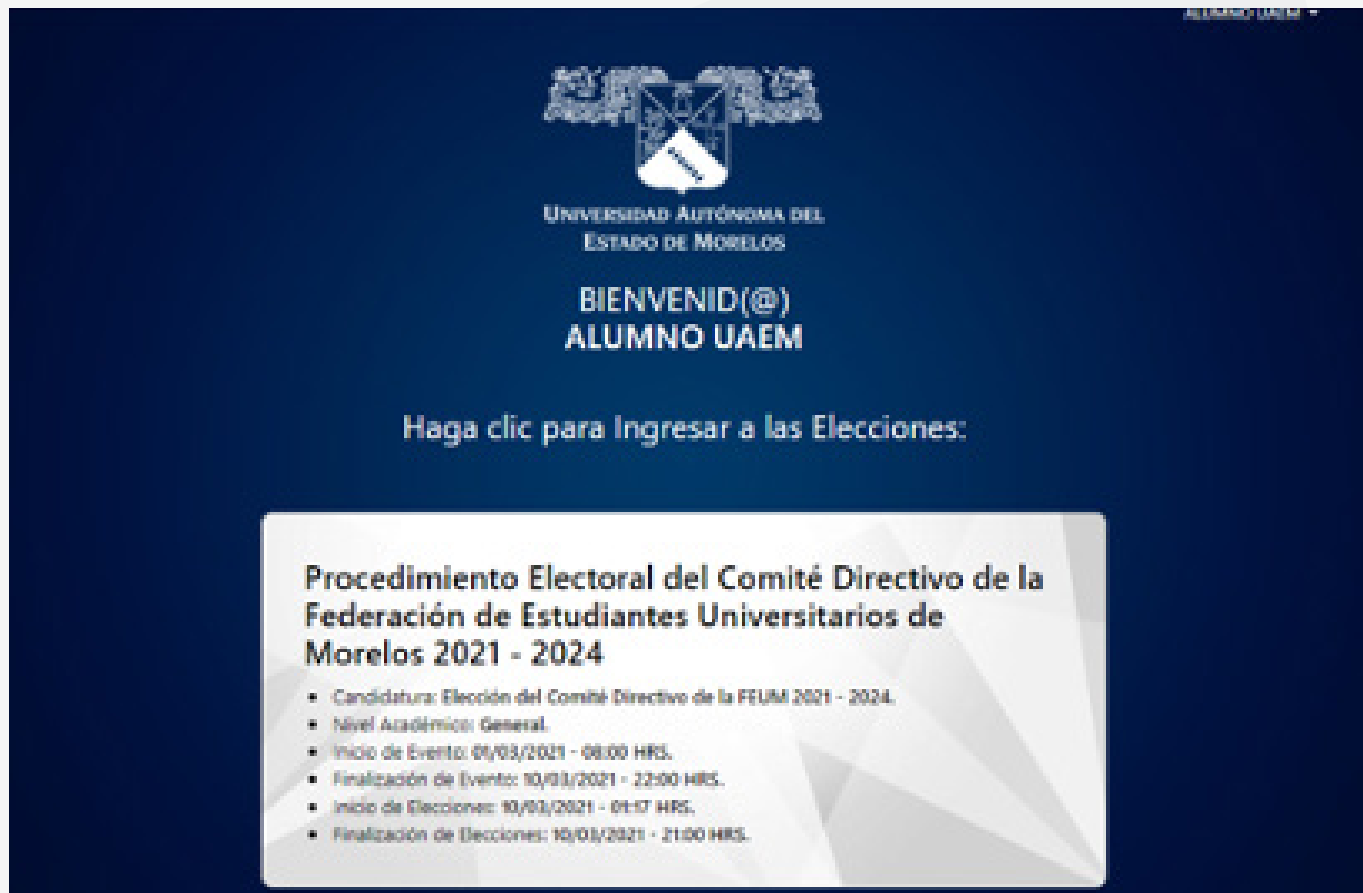 ALUMNO UAEM
UNIVERSIDAD AUTÓNOMA DEL
ESTADO DE MORELOS
BIENVENID(@)
ALUMNO UAEM
Haga clic para Ingresar a las Elecciones:
Procedimiento Electoral del Comité Directivo de la
Federación de Estudiantes Universitarios de
Morelos 2021 - 2024
• Candidatura: Elección del Comité Directivo de la FEUM 2021 - 2024.
• Nivel Académico: General.
• Inicio de Evento: 01/03/2021 - 08:00 HRS.
• Finalización de Evento: 10/03/2021 - 22:00 HRS.
• Inicio de Elecciones: 10/03/2021 - 01:17 HRS.
• Finalización de Elecciones: 10/03/2021 - 21:00 HRS.